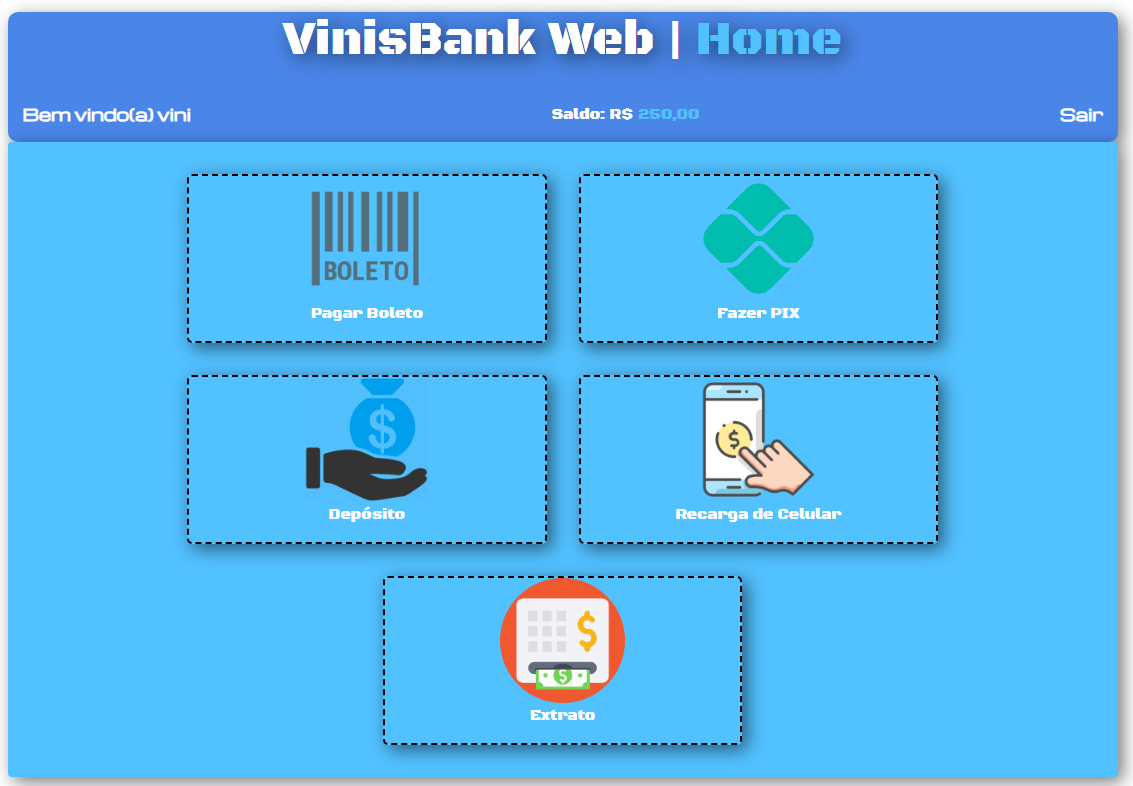 VinisBank Web | Home
Bem vindo(a) vini
Saldo: R$ 250,00
Sair
BOLETO
Pagar Boleto
Fazer PIX
$
Depósito
$
Recarga de Celular
$
$
Extrato